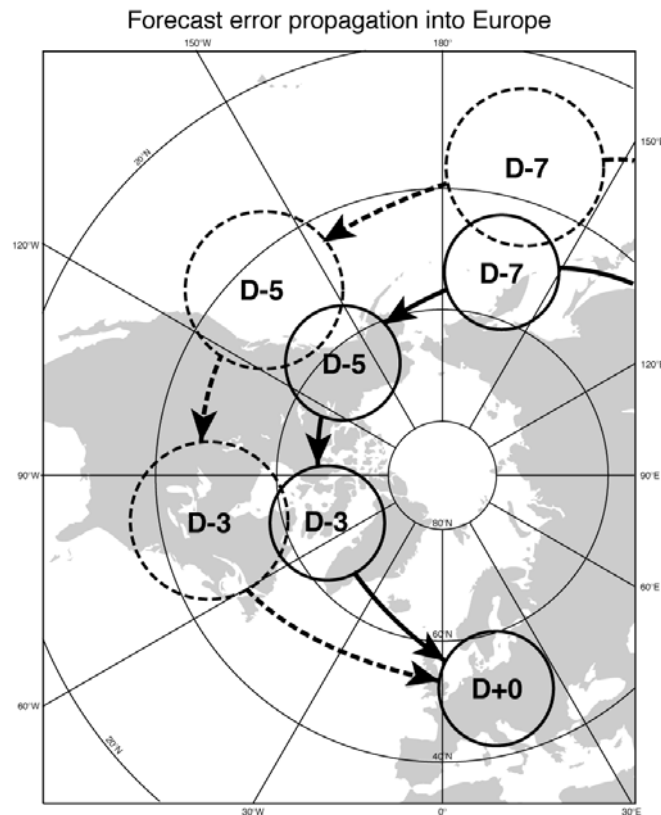 Forecast error propagation into Europe
150°W
180°
20°N
150°E
D-7
120°W
D-5
D-7
D-5
120°E
90°W
90°E
D-3
D-3
80°N
60°E
60°N
60°W
D+0
20°N
40°N
30°W
0°
30°E